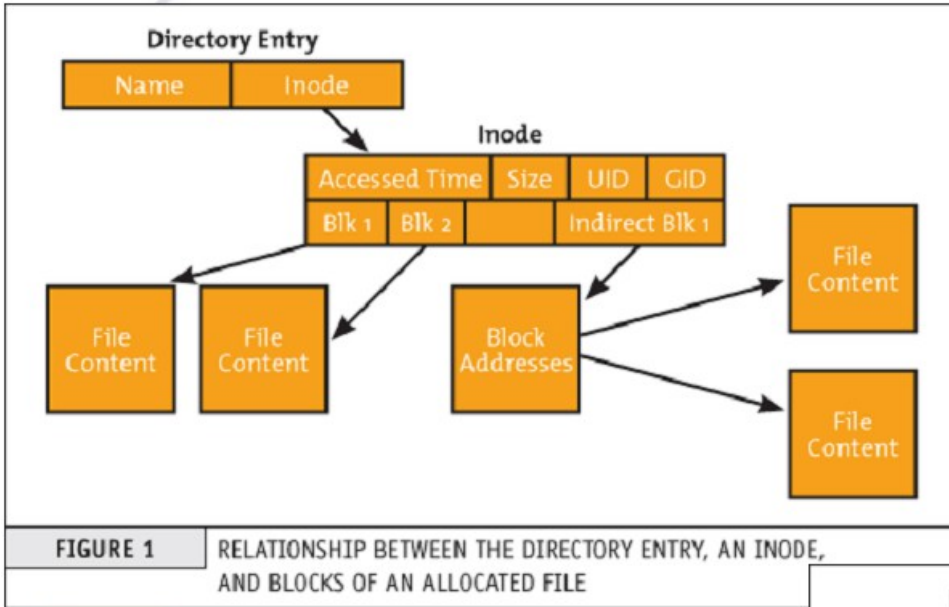 Directory Entry
Name Inode
Inode
Accessed Time Size UID GID
Blk 1 Blk 2 Indirect Blk 1
File
Content
File
Content
Block
Addresses
File
Content
File
Content
FIGURE 1 RELATIONSHIP BETWEEN THE DIRECTORY ENTRY, AN INODE,
AND BLOCKS OF AN ALLOCATED FILE